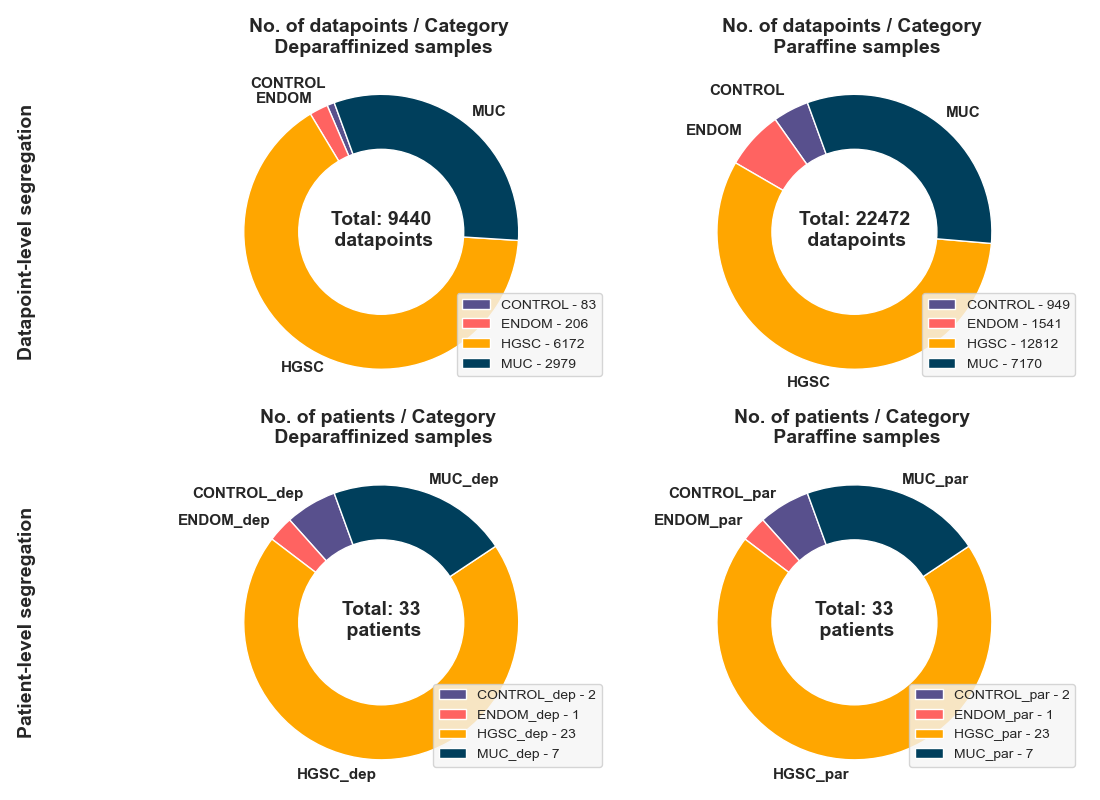 No. of datapoints / Category
Deparaffinized samples
CONTROL
ENDOM
MUC
HGSC
Total: 9440
datapoints
CONTROL - 83
ENDOM - 206
HGSC - 6172
MUC - 2979
No. of datapoints / Category
Paraffine samples
CONTROL
ENDOM
MUC
HGSC
Total: 22472
datapoints
CONTROL - 949
ENDOM - 1541
HGSC - 12812
MUC - 7170
Datapoint-level segregation
No. of patients / Category
Deparaffinized samples
MUC_dep
CONTROL_dep
ENDOM_dep
HGSC_dep
Total: 33
patients
CONTROL_dep - 2
ENDOM_dep - 1
HGSC_dep - 23
MUC_dep - 7
No. of patients / Category
Paraffine samples
MUC_par
CONTROL_par
ENDOM_par
HGSC_par
Total: 33
patients
CONTROL_par - 2
ENDOM_par - 1
HGSC_par - 23
MUC_par - 7
Patient-level segregation